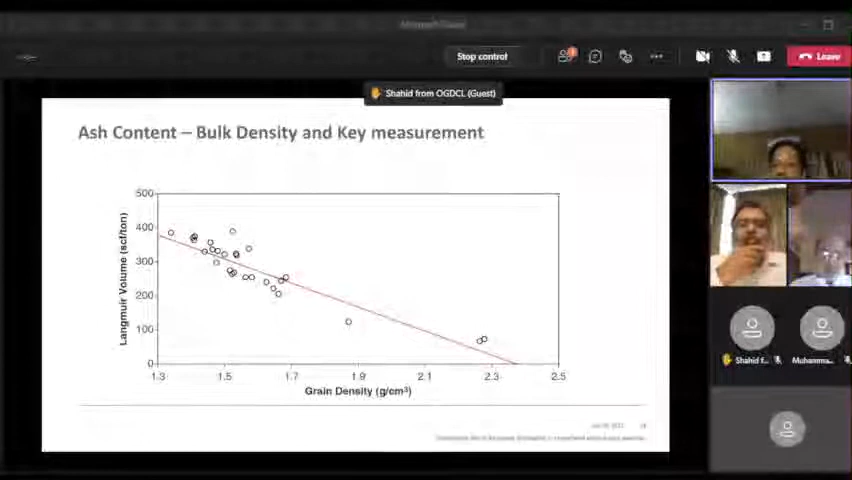 Stop control
Leave
Shahid from OGDCL (Guest)
Ash Content – Bulk Density and Key measurement
500
400
300
200
100
0
Langmuir Volume (scf/ton)
1.3 1.5 1.7 1.9 2.1 2.3 2.5
Grain Density (g/cm³)
Shahid f...
Muhamma...